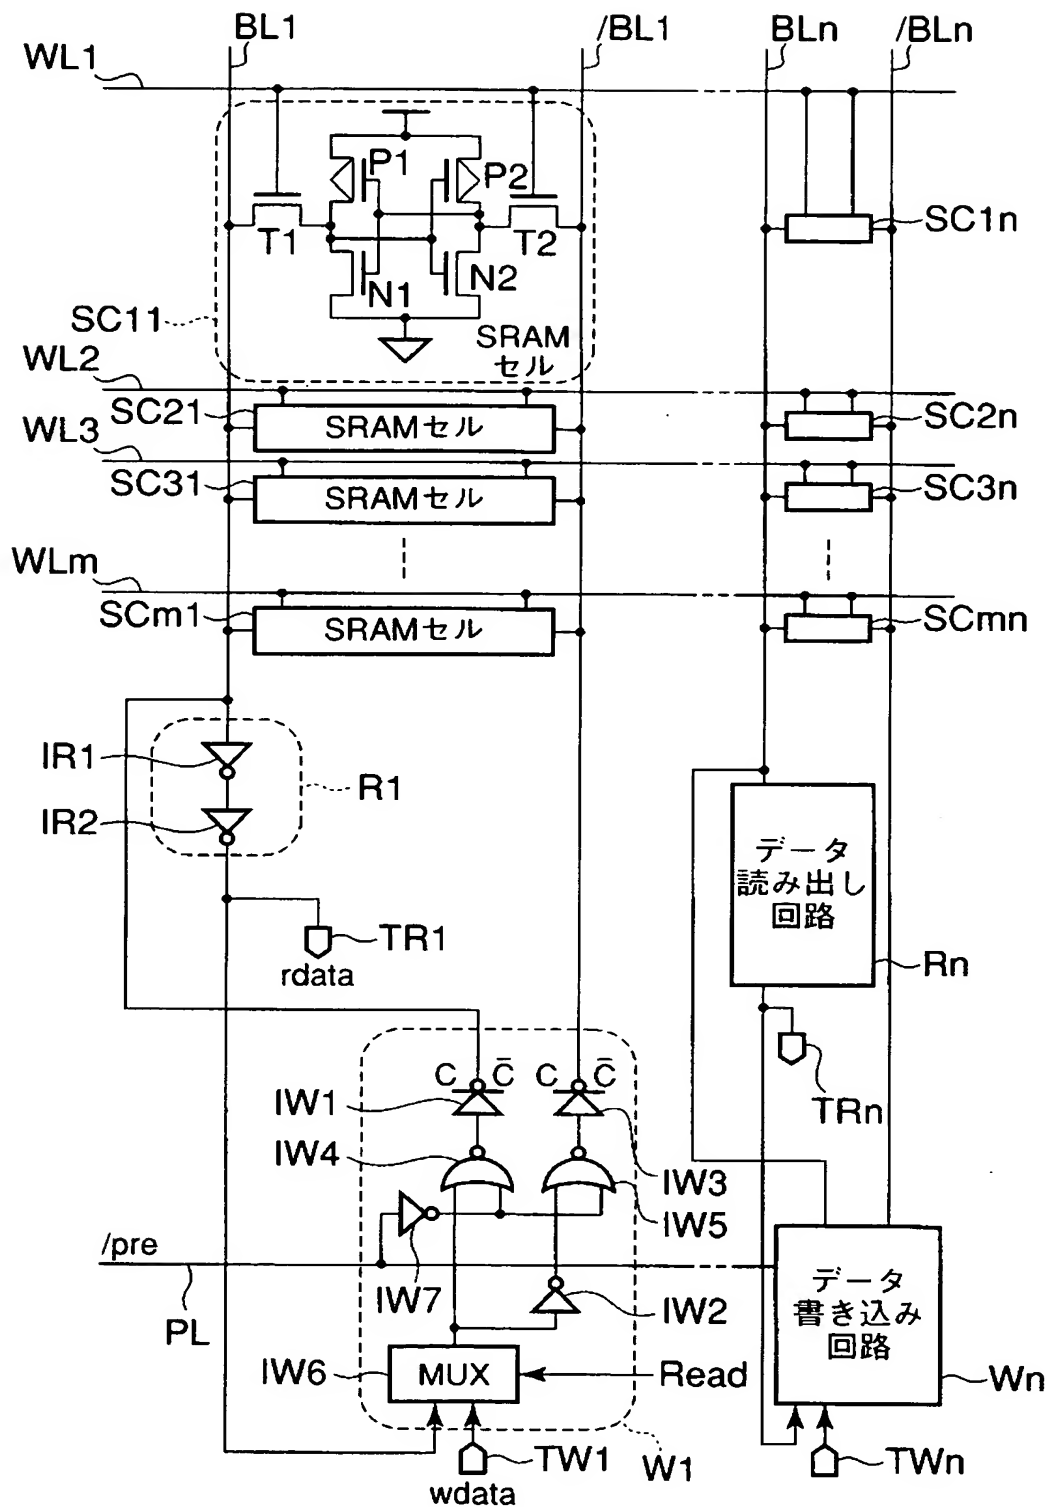 BL1
/BL1
BLn
/BLn
WL1
P1
P2
T1
T2
SC1n
N1
N2
SC11
SRAM
セル
WL2
SC21
SRAMセル
SC2n
WL3
SC31
SRAMセル
SC3n
WLm
SCm1
SRAMセル
SCmn
IR1
R1
IR2
データ
読み出し
回路
TR1
rdata
Rn
C C̄ C C̄
IW1
TRn
IW4
IW3
IW5
/pre
IW7
IW2
PL
データ
書き込み
回路
IW6
MUX
Read
Wn
TW1
wdata
W1
TWn